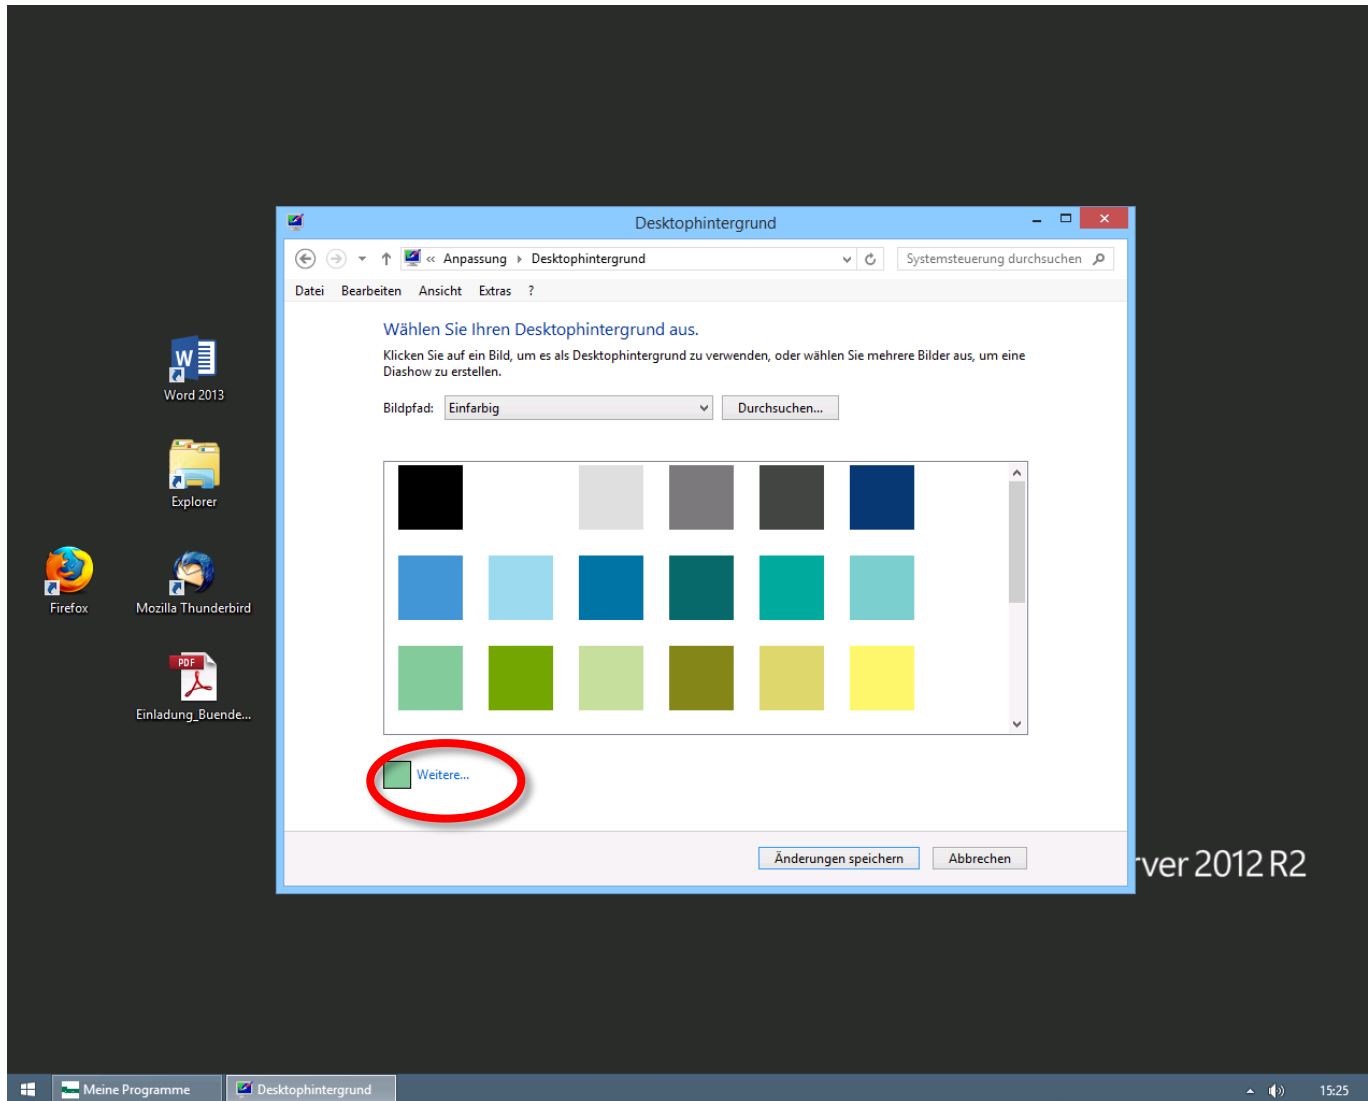 Desktophintergrund
« Anpassung Desktophintergrund
Systemsteuerung durchsuchen
Datei Bearbeiten Ansicht Extras ?
Wählen Sie Ihren Desktophintergrund aus.
Klicken Sie auf ein Bild, um es als Desktophintergrund zu verwenden, oder wählen Sie mehrere Bilder aus, um eine
Diashow zu erstellen.
Bildpfad: Einfarbig Durchsuchen...
Weitere...
Änderungen speichern Abbrechen
Word 2013
Explorer
Firefox
Mozilla Thunderbird
PDF
Einladung_Buende...
ver 2012 R2
Meine Programme
Desktophintergrund
15:25